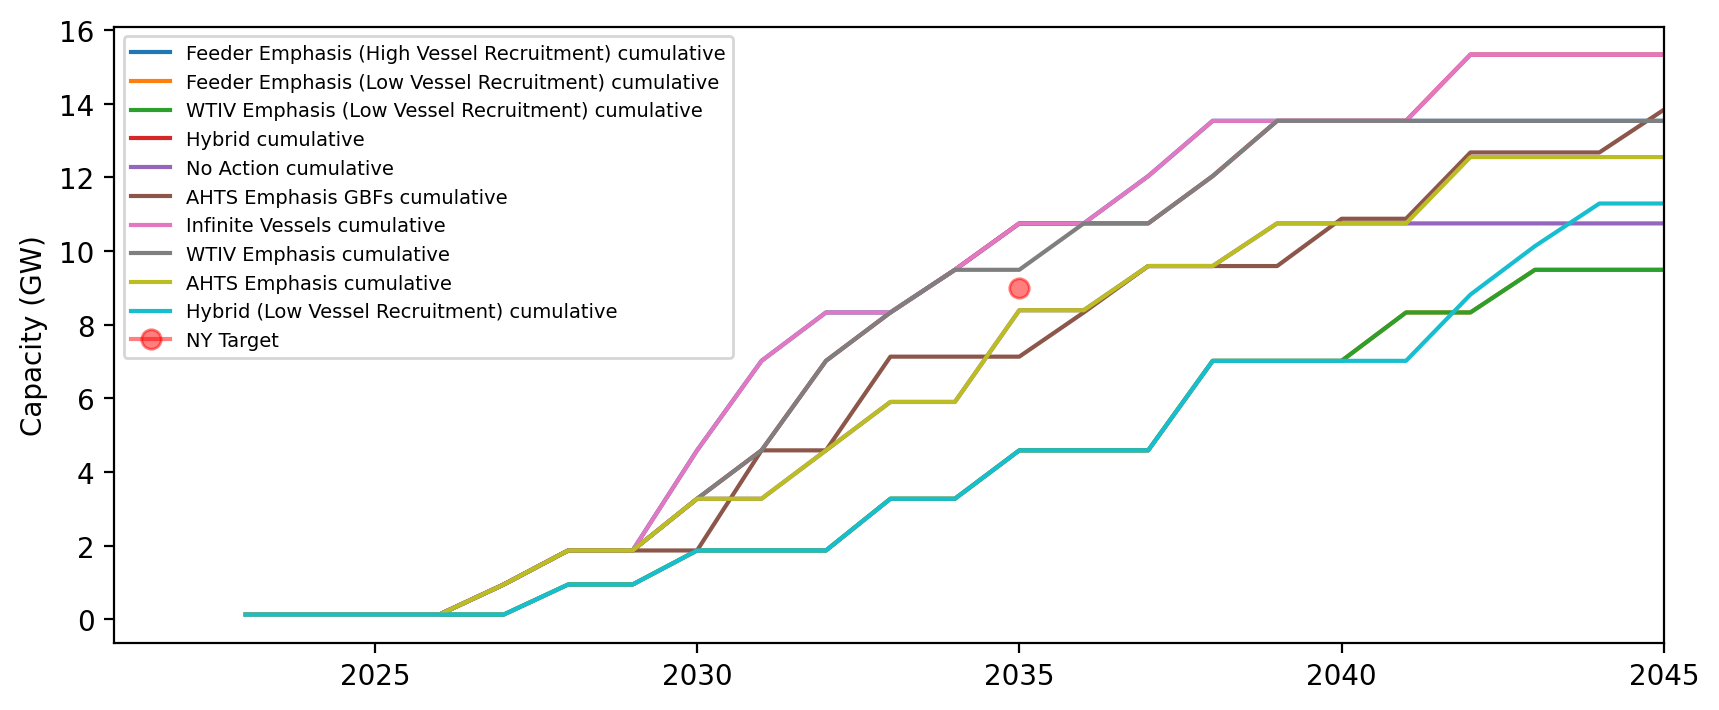 16
14
12
10
8
6
4
2
0
Capacity (GW)
Feeder Emphasis (High Vessel Recruitment) cumulative
Feeder Emphasis (Low Vessel Recruitment) cumulative
WTIV Emphasis (Low Vessel Recruitment) cumulative
Hybrid cumulative
No Action cumulative
AHTS Emphasis GBFs cumulative
Infinite Vessels cumulative
WTIV Emphasis cumulative
AHTS Emphasis cumulative
Hybrid (Low Vessel Recruitment) cumulative
NY Target
2025
2030
2035
2040
2045